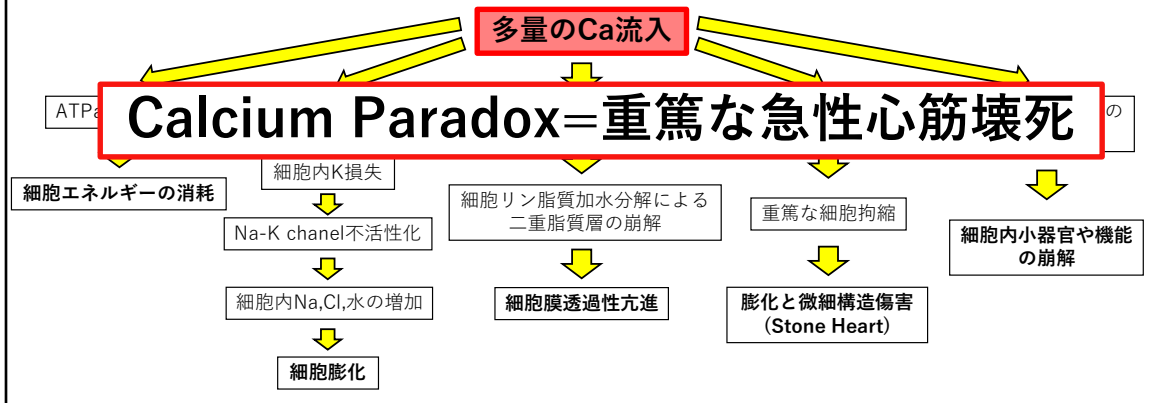 多量のCa流入
ATPa
の
Calcium Paradox=重篤な急性心筋壊死
細胞エネルギーの消耗
細胞内K損失
Na-K chanel不活性化
細胞内Na,Cl,水の増加
細胞膨化
細胞リン脂質加水分解による
二重脂質層の崩解
細胞膜透過性亢進
重篤な細胞拘縮
膨化と微細構造傷害
(Stone Heart)
細胞内小器官や機能
の崩解